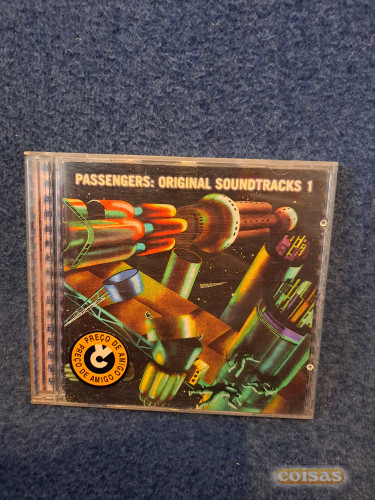 PASSENGERS: ORIGINAL SOUNDTRACKS 1
PREÇO DE AMIGO PREÇO DE AMIGO
coisas